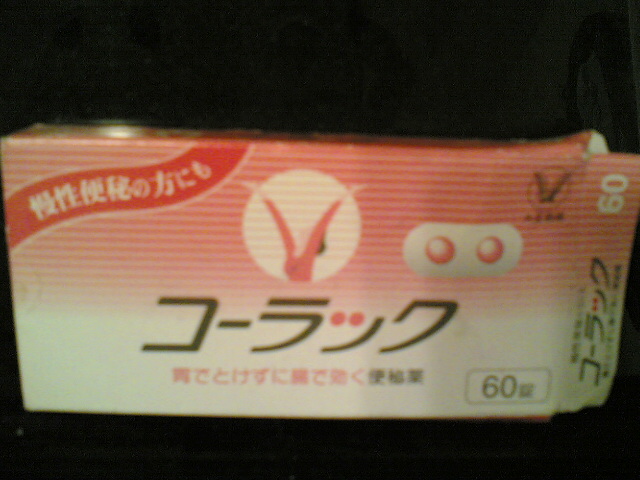 慢性便秘の方にも
コーラック
胃でとけずに腸で効く便秘薬
60錠
60
コーラック